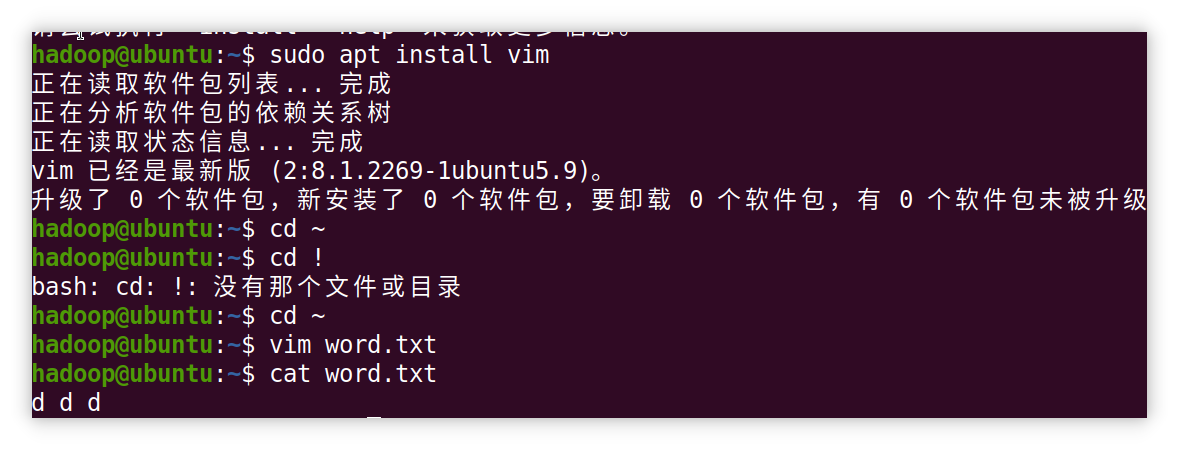 hadoop@ubuntu:~$ sudo apt install vim
正在读取软件包列表... 完成
正在分析软件包的依赖关系树
正在读取状态信息... 完成
vim 已经是最新版 (2:8.1.2269-1ubuntu5.9)。
升级了 0 个软件包，新安装了 0 个软件包，要卸载 0 个软件包，有 0 个软件包未被升级
hadoop@ubuntu:~$ cd ~
hadoop@ubuntu:~$ cd !
bash: cd: !: 没有那个文件或目录
hadoop@ubuntu:~$ cd ~
hadoop@ubuntu:~$ vim word.txt
hadoop@ubuntu:~$ cat word.txt
d d d